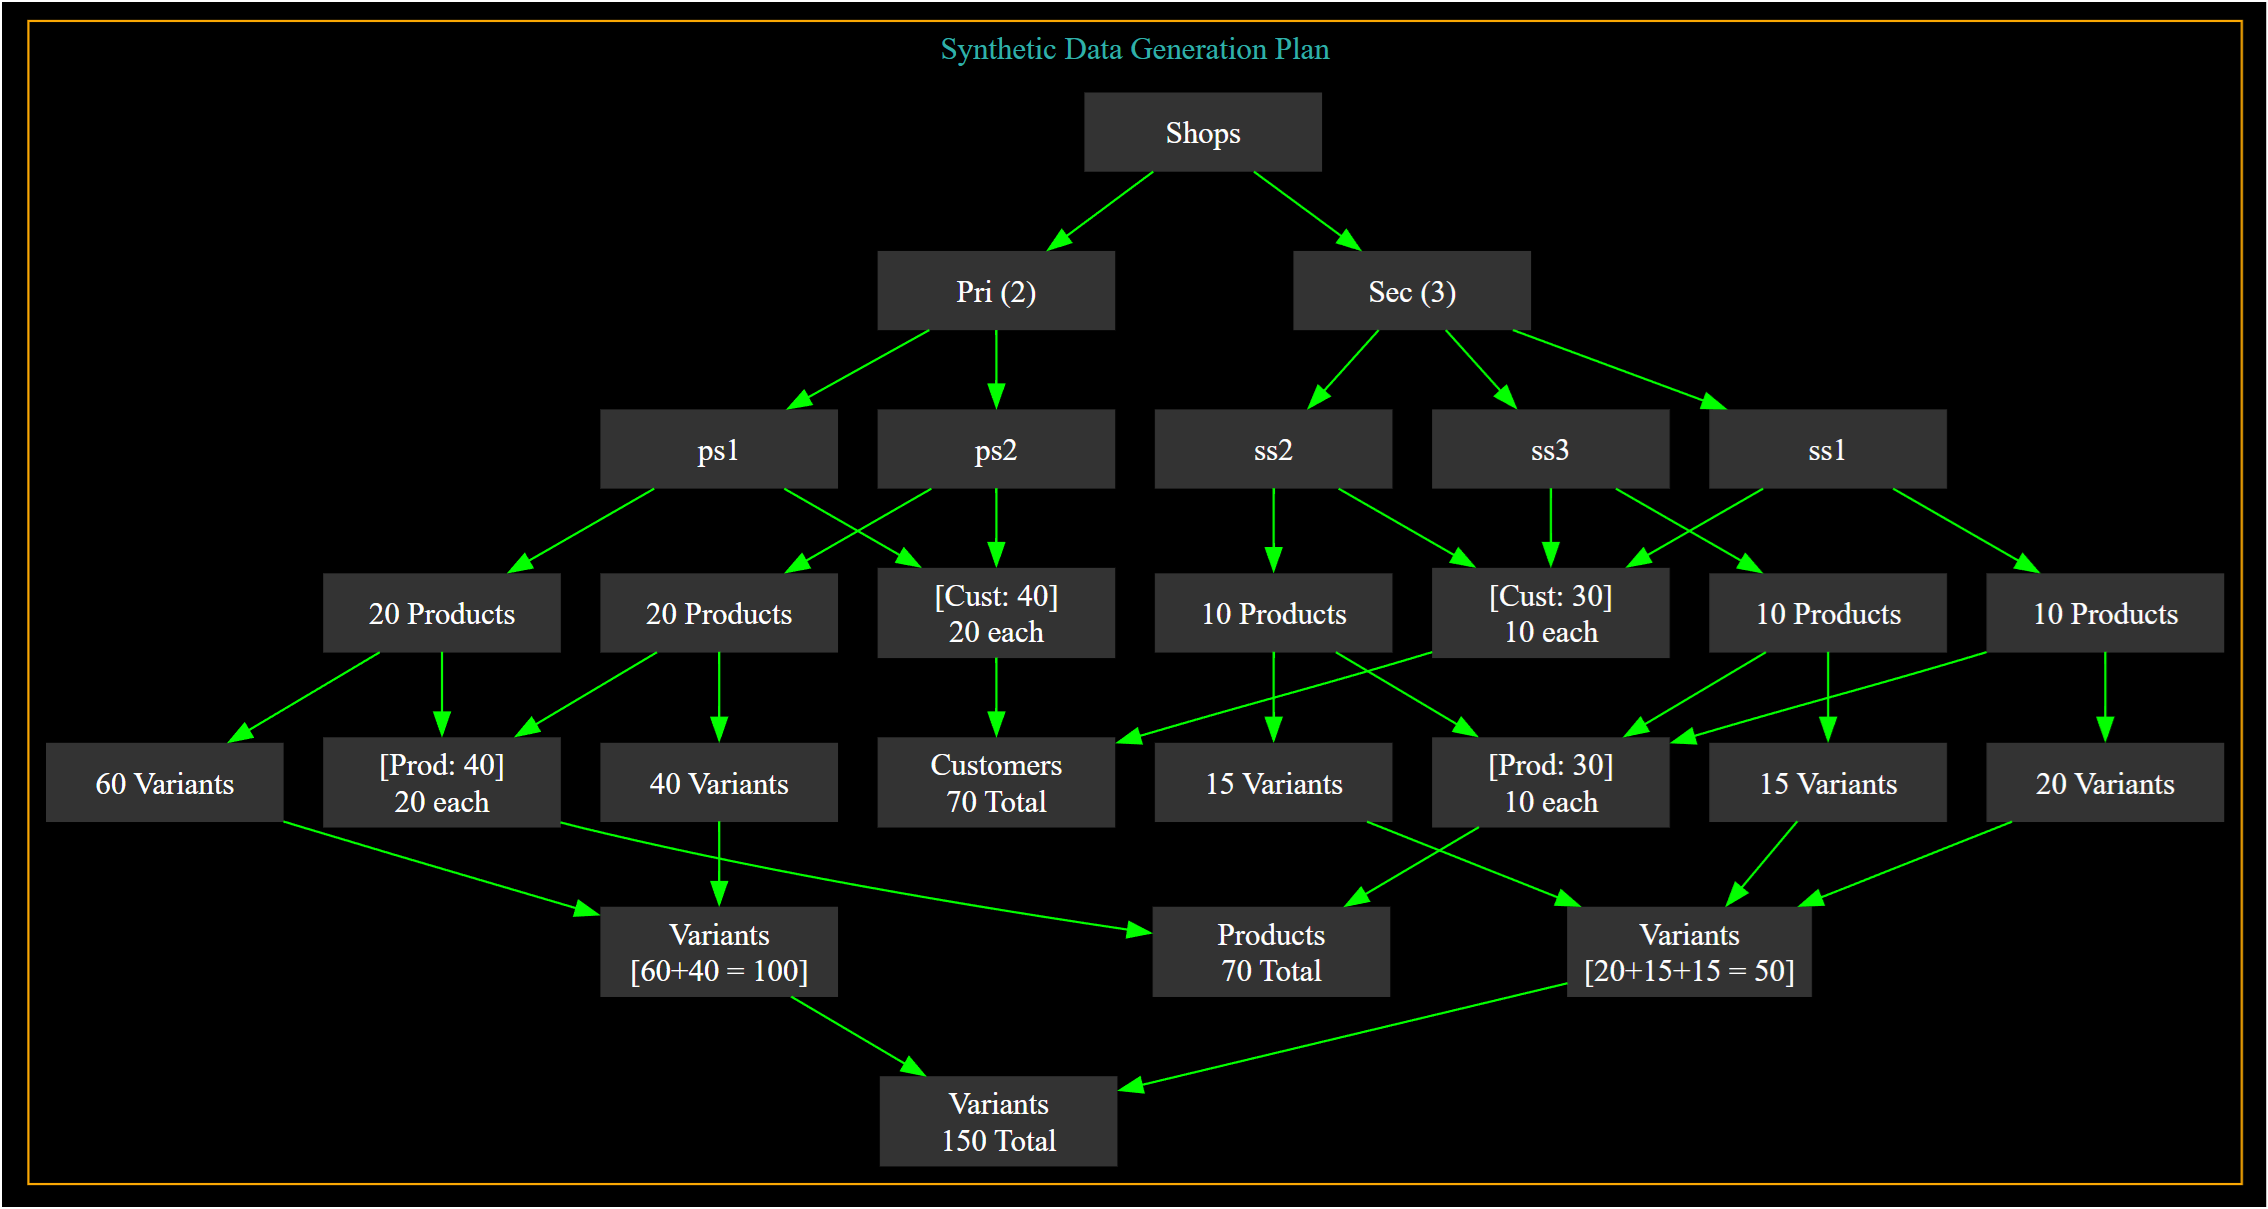 Synthetic Data Generation Plan
Shops
Pri (2)
Sec (3)
ps1
ps2
ss2
ss3
ss1
20 Products
20 Products
[Cust: 40]
20 each
10 Products
[Cust: 30]
10 each
10 Products
10 Products
60 Variants
[Prod: 40]
20 each
40 Variants
Customers
70 Total
15 Variants
[Prod: 30]
10 each
15 Variants
20 Variants
Variants
[60+40 = 100]
Products
70 Total
Variants
[20+15+15 = 50]
Variants
150 Total